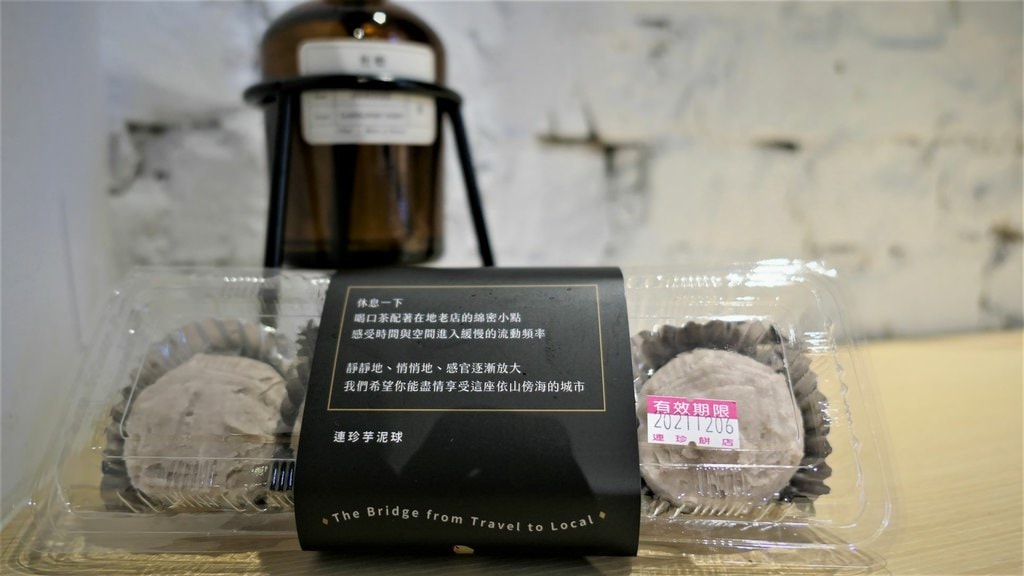 休息一下
喝口茶配著在地老店的綿密小點
感受時間與空間進入緩慢的流動頻率
靜靜地、悄悄地、感官逐漸放大
我們希望你能盡情享受這座依山傍海的城市
連珍芋泥球
The Bridge from Travel to Local
有效期限
20211206
連珍餅店